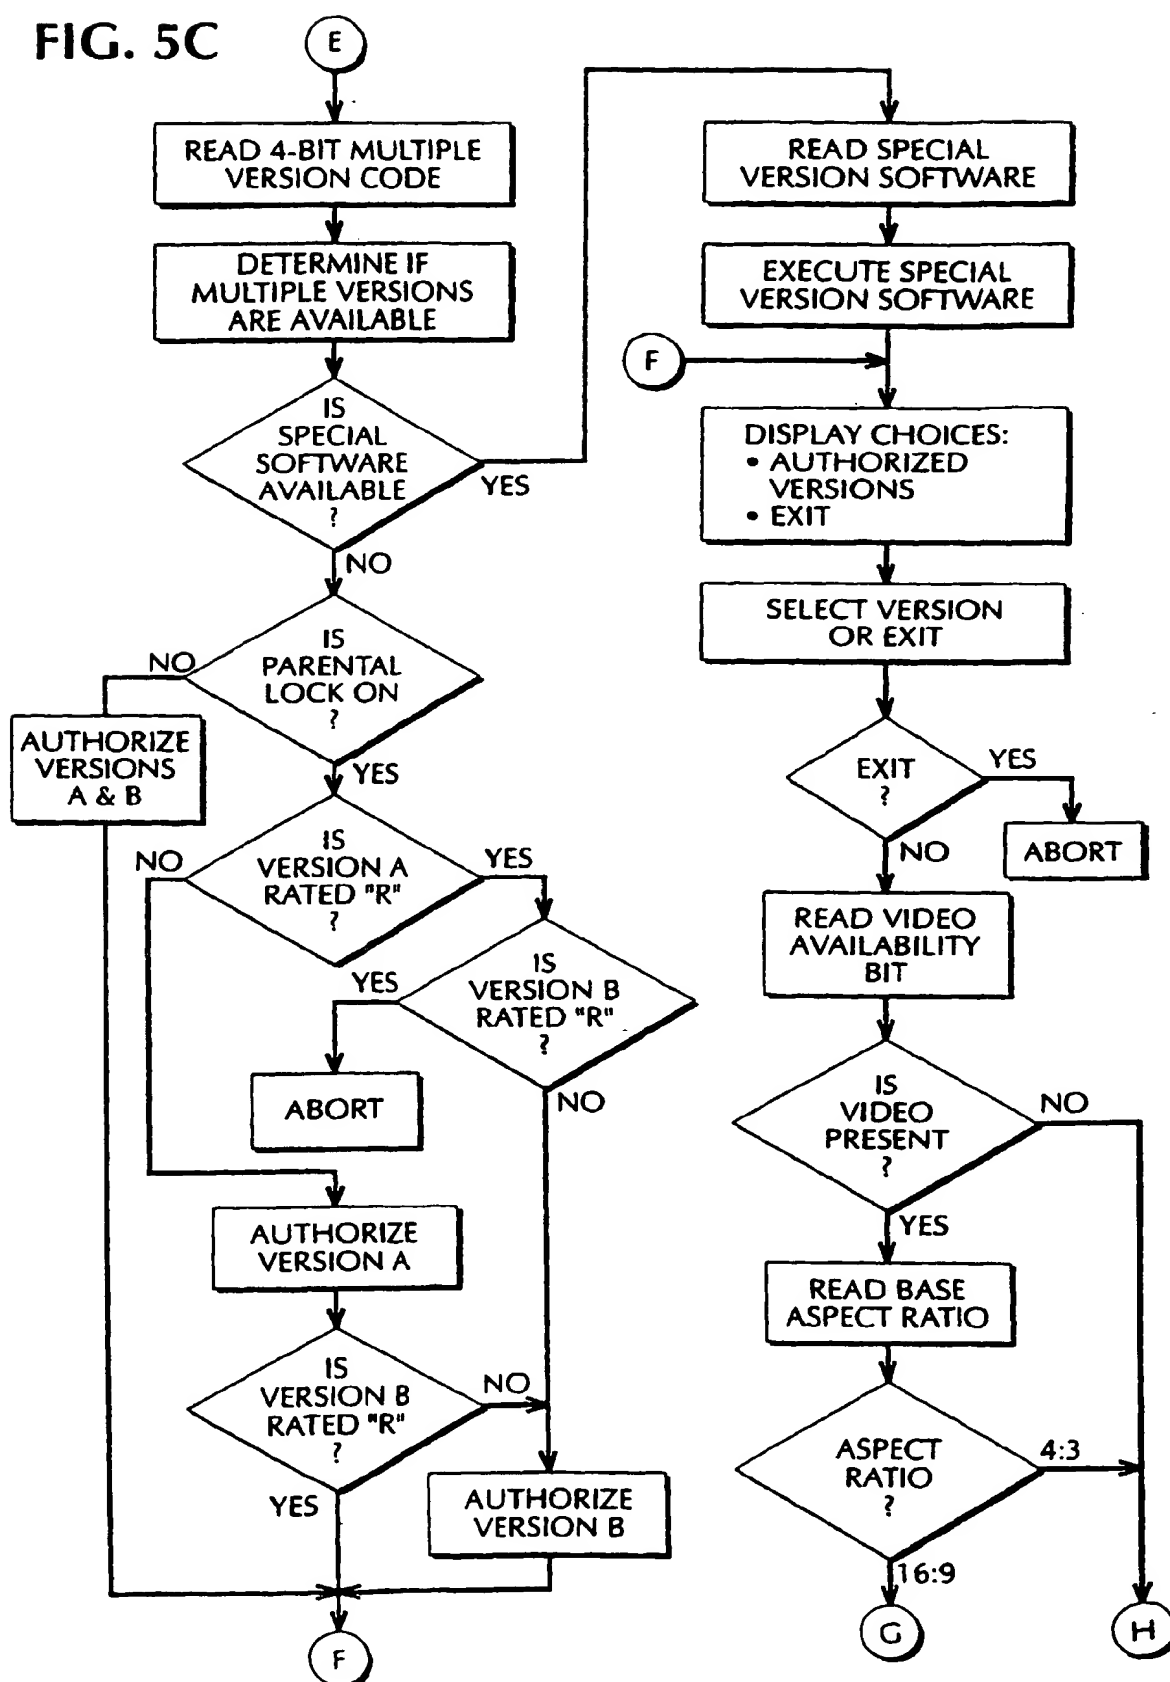 FIG. 5C
E
READ 4-BIT MULTIPLE
VERSION CODE
DETERMINE IF
MULTIPLE VERSIONS
ARE AVAILABLE
IS
SPECIAL
SOFTWARE
AVAILABLE
?
YES
NO
IS
PARENTAL
LOCK ON
?
NO
YES
AUTHORIZE
VERSIONS
A & B
IS
VERSION A
RATED "R"
?
NO
YES
IS
VERSION B
RATED "R"
?
YES
NO
ABORT
AUTHORIZE
VERSION A
IS
VERSION B
RATED "R"
?
NO
YES
AUTHORIZE
VERSION B
F
READ SPECIAL
VERSION SOFTWARE
EXECUTE SPECIAL
VERSION SOFTWARE
F
DISPLAY CHOICES:
• AUTHORIZED
VERSIONS
• EXIT
SELECT VERSION
OR EXIT
EXIT
?
YES
NO
ABORT
READ VIDEO
AVAILABILITY
BIT
IS
VIDEO
PRESENT
?
NO
YES
READ BASE
ASPECT RATIO
ASPECT
RATIO
?
4:3
16:9
G
H